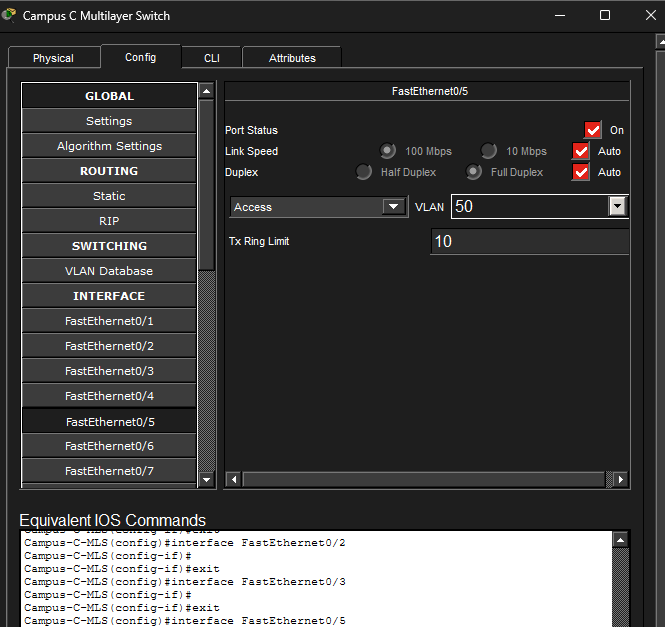 Campus C Multilayer Switch
Physical Config CLI Attributes
GLOBAL
Settings
Algorithm Settings
ROUTING
Static
RIP
SWITCHING
VLAN Database
INTERFACE
FastEthernet0/1
FastEthernet0/2
FastEthernet0/3
FastEthernet0/4
FastEthernet0/5
FastEthernet0/6
FastEthernet0/7
FastEthernet0/5
Port Status On
Link Speed 100 Mbps 10 Mbps Auto
Duplex Half Duplex Full Duplex Auto
Access VLAN 50
Tx Ring Limit 10
Equivalent IOS Commands
Campus-C-MLS(config-if)#exit
Campus-C-MLS(config)#interface FastEthernet0/2
Campus-C-MLS(config-if)#
Campus-C-MLS(config-if)#exit
Campus-C-MLS(config)#interface FastEthernet0/3
Campus-C-MLS(config-if)#
Campus-C-MLS(config-if)#exit
Campus-C-MLS(config)#interface FastEthernet0/5